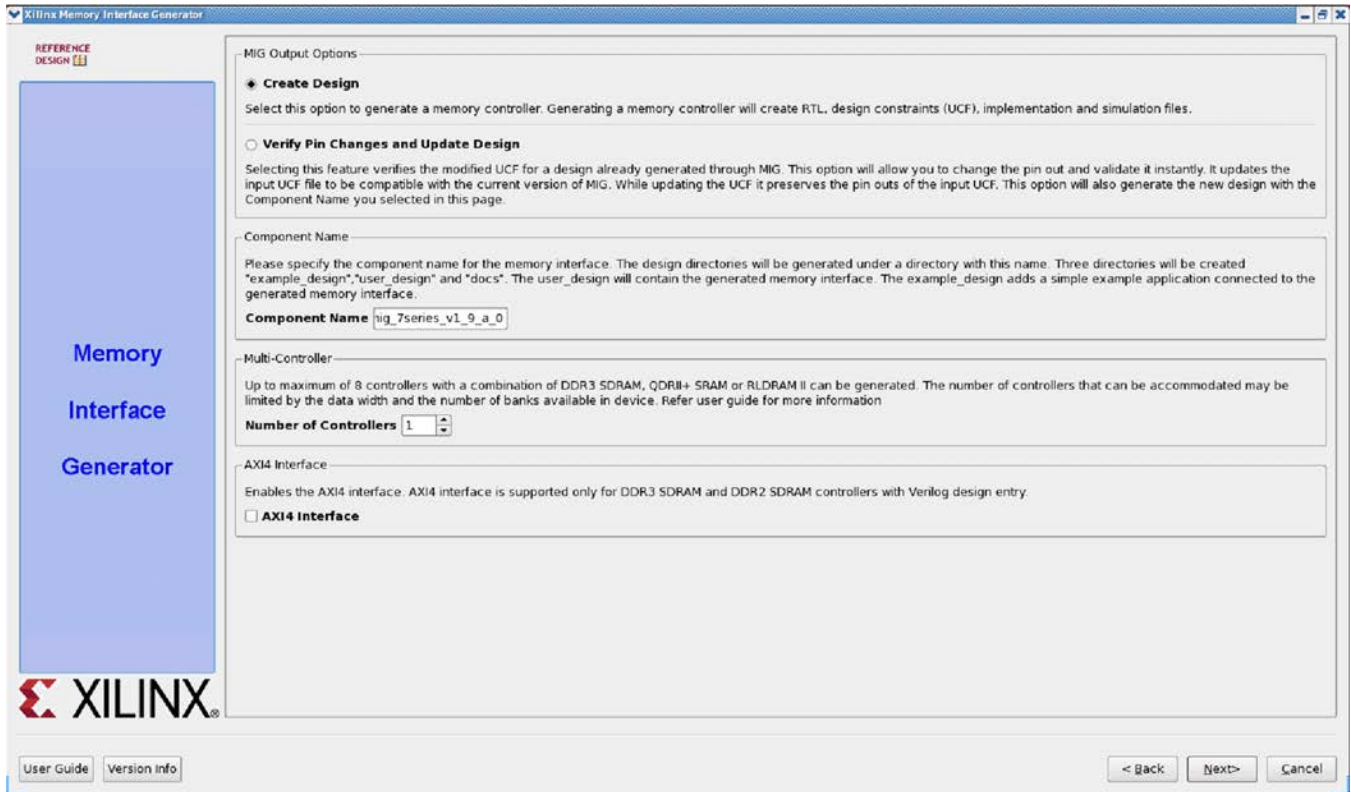 Xilinx Memory Interface Generator
REFERENCE
DESIGN
MIG Output Options
Create Design
Select this option to generate a memory controller. Generating a memory controller will create RTL, design constraints (UCF), implementation and simulation files.
Verify Pin Changes and Update Design
Selecting this feature verifies the modified UCF for a design already generated through MIG. This option will allow you to change the pin out and validate it instantly. It updates the
input UCF file to be compatible with the current version of MIG. While updating the UCF it preserves the pin outs of the input UCF. This option will also generate the new design with the
Component Name you selected in this page.
Component Name
Please specify the component name for the memory interface. The design directories will be generated under a directory with this name. Three directories will be created
"example_design","user_design" and "docs". The user_design will contain the generated memory interface. The example_design adds a simple example application connected to the
generated memory interface.
Component Name nig_7series_v1_9_a_0
Multi-Controller
Up to maximum of 8 controllers with a combination of DDR3 SDRAM, QDRII+ SRAM or RLDRAM II can be generated. The number of controllers that can be accommodated may be
limited by the data width and the number of banks available in device. Refer user guide for more information
Number of Controllers 1
AXI4 Interface
Enables the AXI4 interface. AXI4 interface is supported only for DDR3 SDRAM and DDR2 SDRAM controllers with Verilog design entry.
AXI4 Interface
Memory
Interface
Generator
XILINX®
User Guide Version Info < Back Next> Cancel